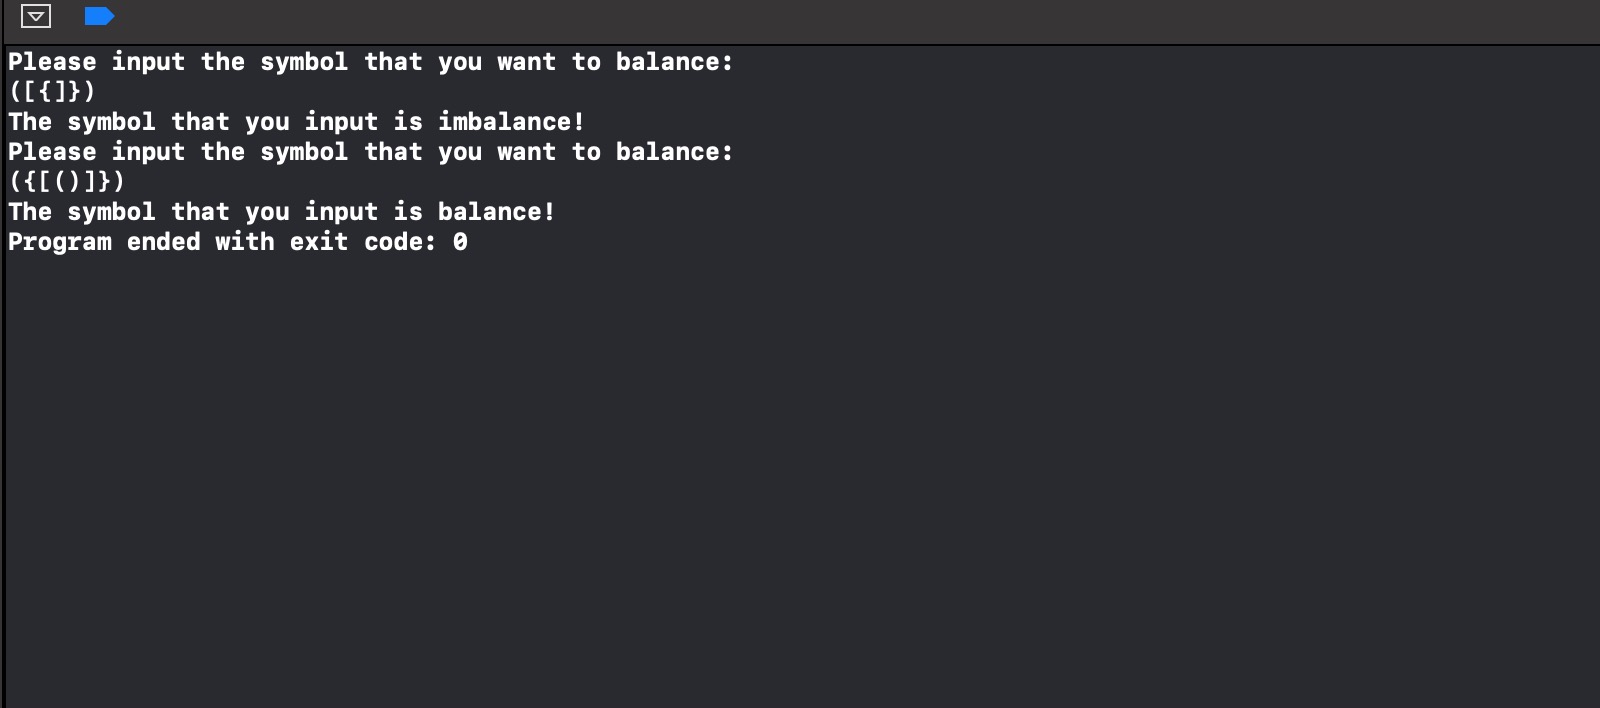 Please input the symbol that you want to balance:
([{]})
The symbol that you input is imbalance!
Please input the symbol that you want to balance:
({[()]})
The symbol that you input is balance!
Program ended with exit code: 0